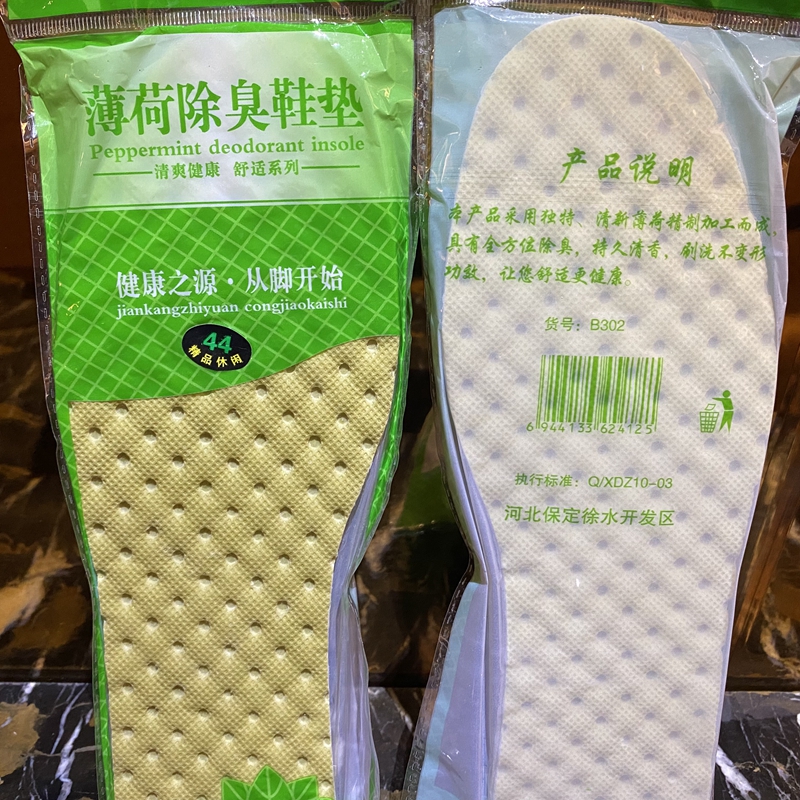 薄荷除臭鞋垫
Peppermint deodorant insole
清爽健康 舒适系列
健康之源·从脚开始
jiankangzhiyuan congjiaokaishi
44
精品休闲
产品说明
本产品采用独特、清新薄荷精制加工而成,
具有全方位除臭，持久清香，刷洗不变形
功效，让您舒适更健康。
货号：B302
6 944133 624125
执行标准：Q/XDZ10-03
河北保定徐水开发区